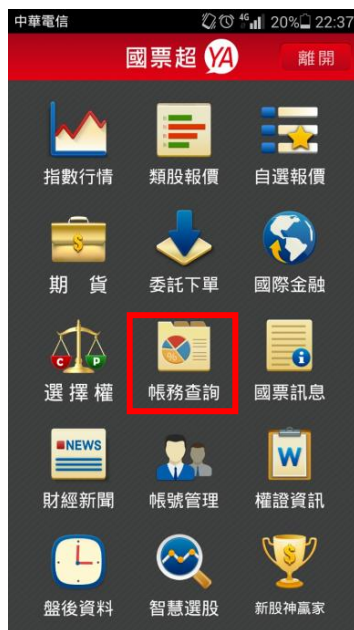 中華電信 4G 20% 22:37
國票超 YA 離開
指數行情 類股報價 自選報價
$
期 貨 委託下單 國際金融
C P %
選擇權 帳務查詢 國票訊息
NEWS W
財經新聞 帳號管理 權證資訊
$
盤後資料 智慧選股 新股神贏家